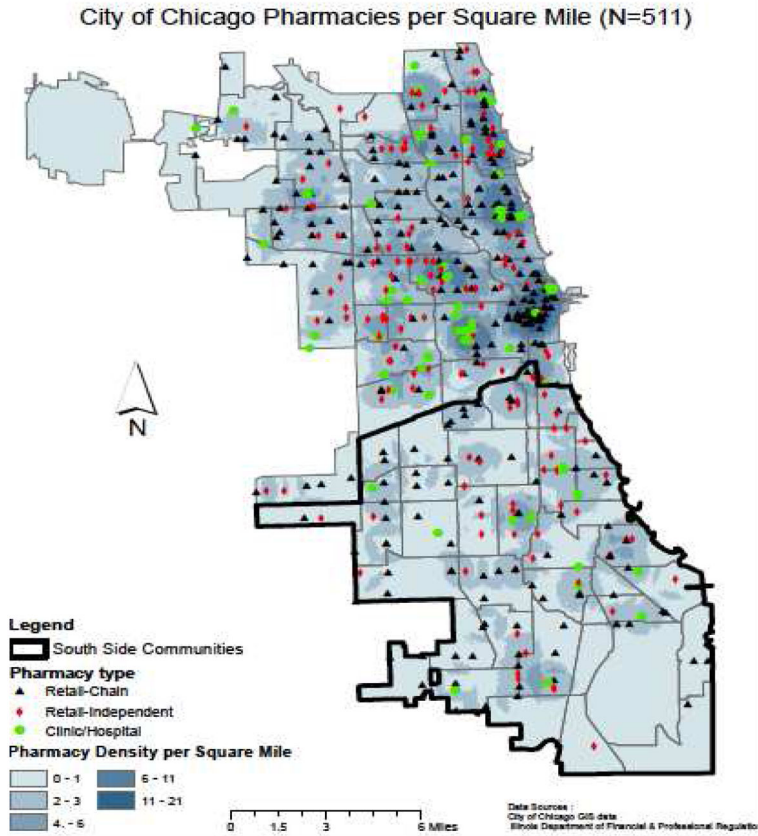 City of Chicago Pharmacies per Square Mile (N=511)
N
Legend
South Side Communities
Pharmacy type
Retail-Chain
Retail-Independent
Clinic/Hospital
Pharmacy Density per Square Mile
0 - 1
6 - 11
2 - 3
11 - 21
4. - 6
0 1.5 3 6 Miles
Data Sources :
City of Chicago GIS data
Illinois Department of Financial & Professional Regulatio